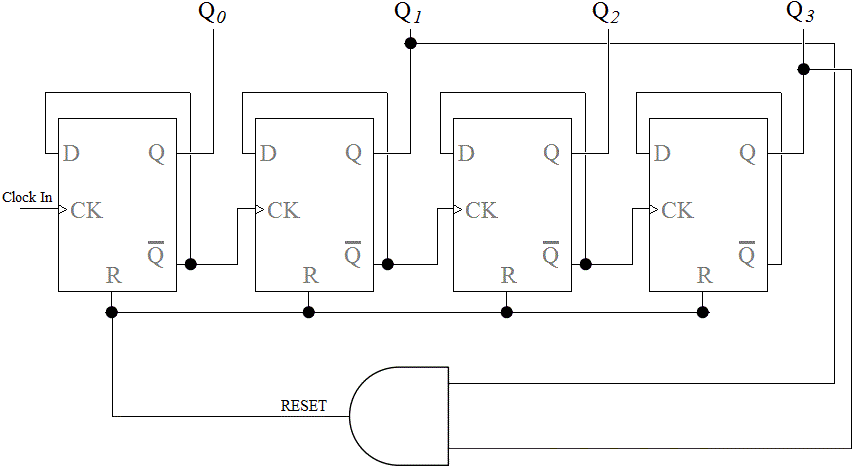 Q0 Q1 Q2 Q3
D Q D Q D Q D Q
Clock In
CK CK CK CK
Q̅ Q̅ Q̅ Q̅
R R R R
RESET